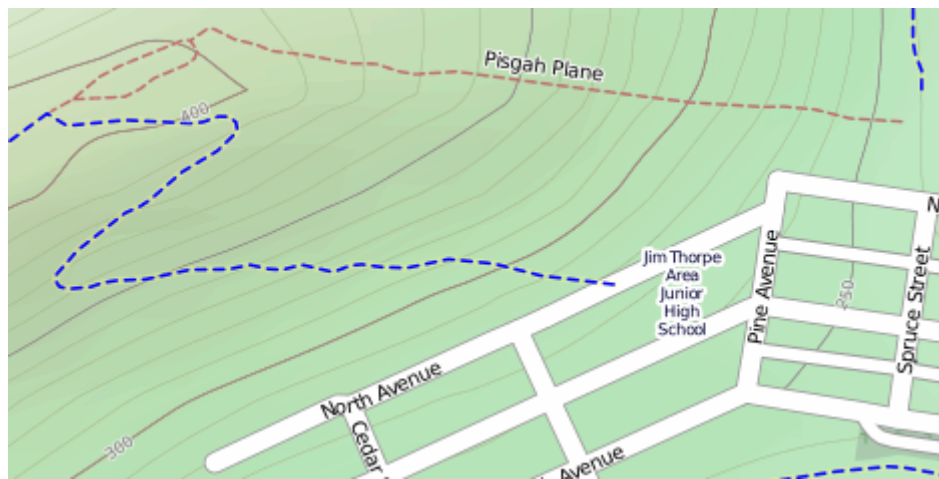 Pisgah Plane
400
N
Jim Thorpe
Area
Junior
High
School
Pine Avenue
250
Spruce Street
North Avenue
Cedar
300
Avenue